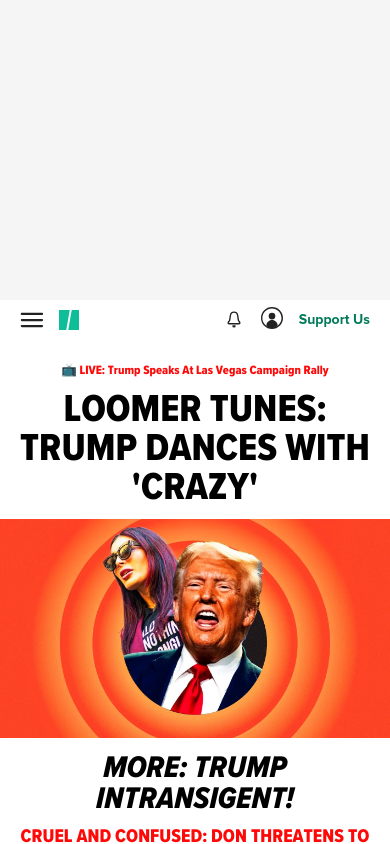 Support Us
LIVE: Trump Speaks At Las Vegas Campaign Rally
LOOMER TUNES:
TRUMP DANCES WITH
'CRAZY'
MORE: TRUMP
INTRANSIGENT!
CRUEL AND CONFUSED: DON THREATENS TO